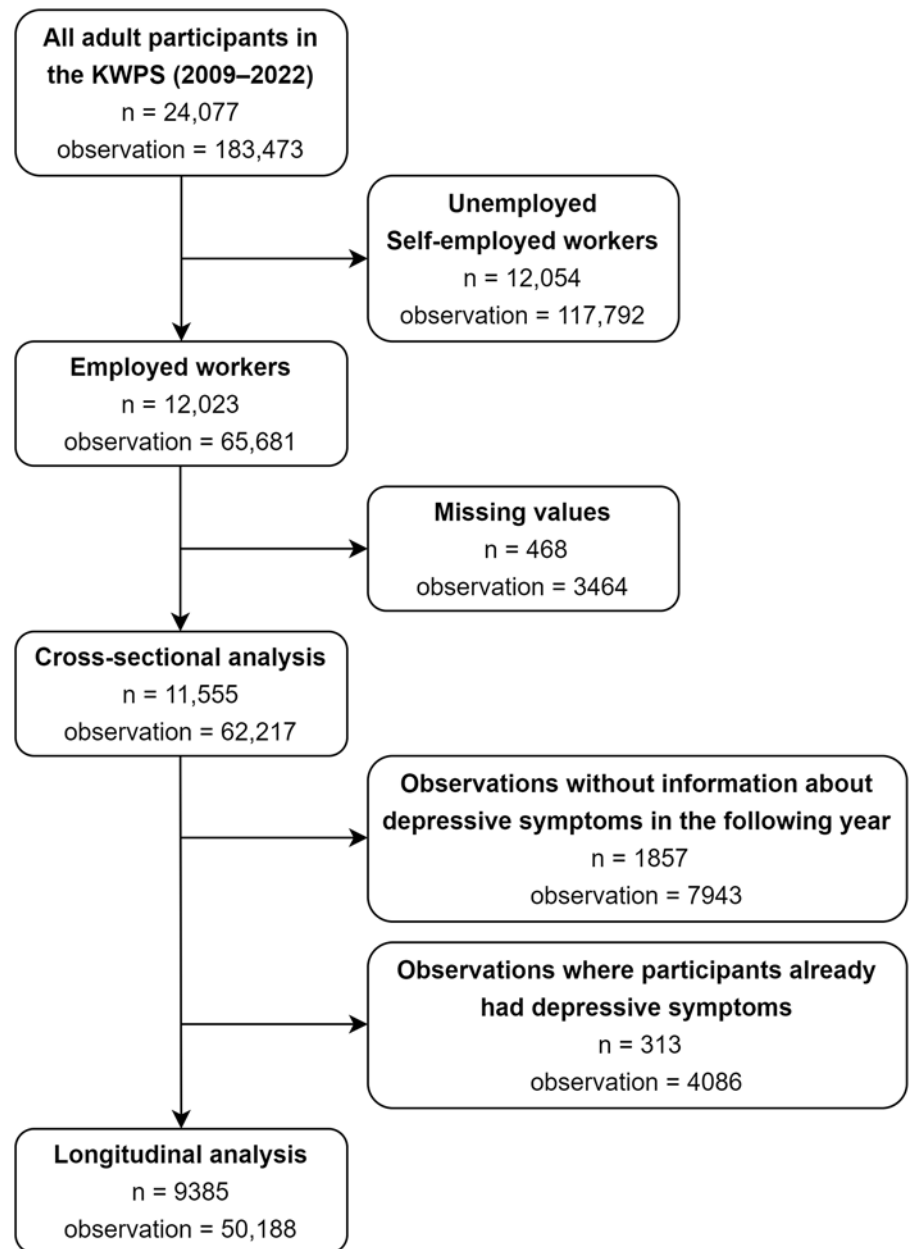 All adult participants in
the KWPS (2009–2022)
n = 24,077
observation = 183,473
Unemployed
Self-employed workers
n = 12,054
observation = 117,792
Employed workers
n = 12,023
observation = 65,681
Missing values
n = 468
observation = 3464
Cross-sectional analysis
n = 11,555
observation = 62,217
Observations without information about
depressive symptoms in the following year
n = 1857
observation = 7943
Observations where participants already
had depressive symptoms
n = 313
observation = 4086
Longitudinal analysis
n = 9385
observation = 50,188